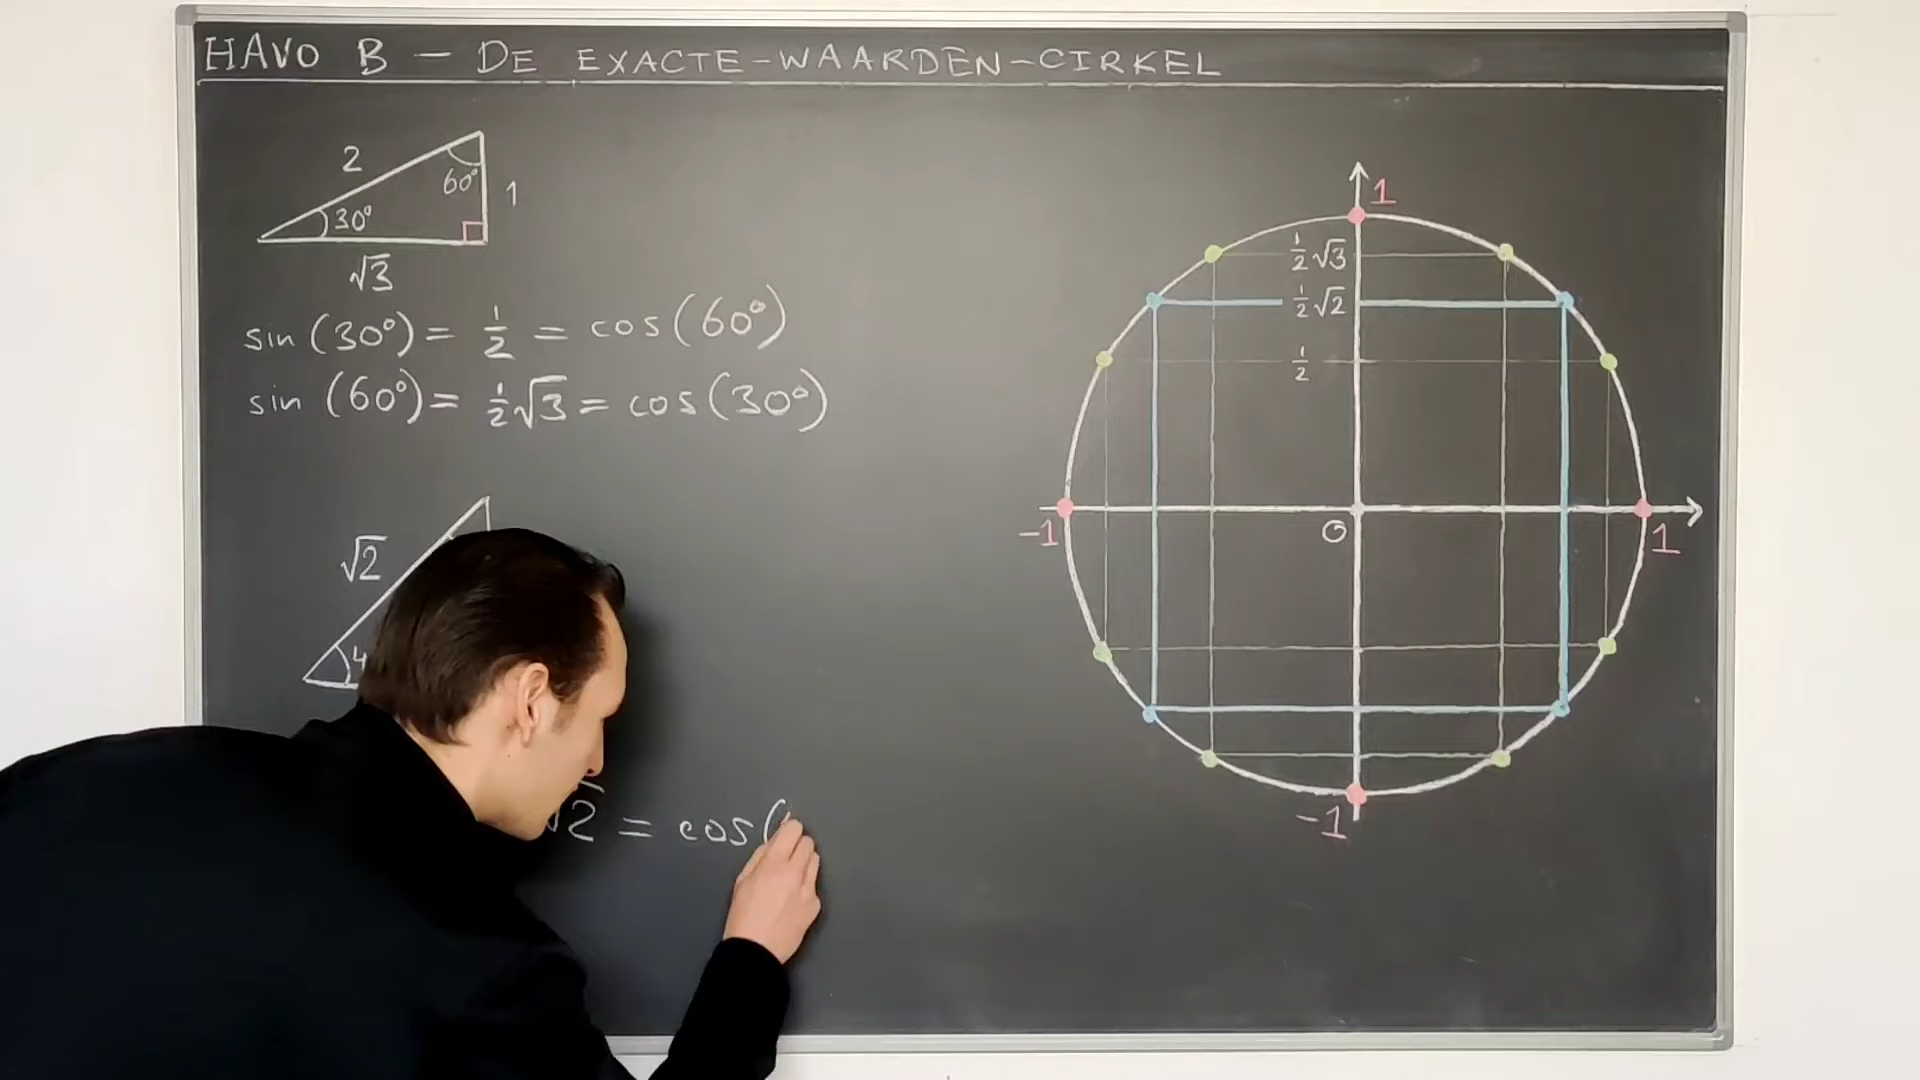 HAVO B – DE EXACTE-WAARDEN-CIRKEL
2
60°
1
30°
√3
sin (30°) = 1/2 = cos (60°)
sin (60°) = 1/2 √3 = cos (30°)
√2
4
√2 = cos(
1
1/2 √3
1/2 √2
1/2
-1
O
1
-1